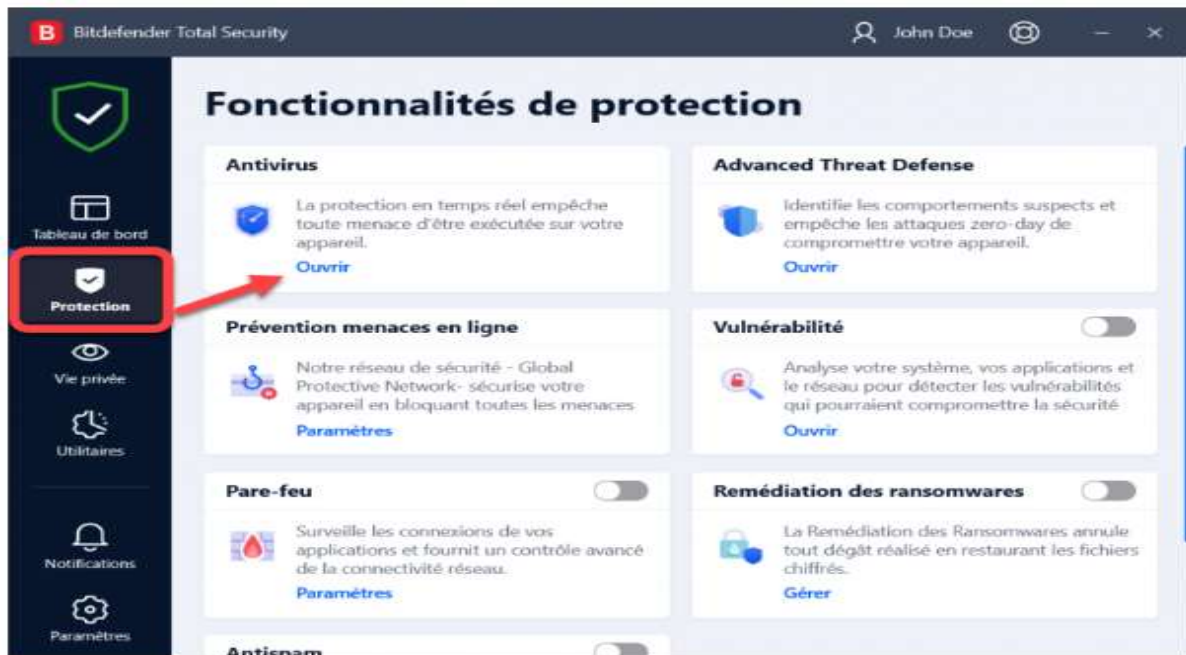 B Bitdefender Total Security
John Doe
Tableau de bord
Protection
Vie privée
Utilitaires
Notifications
Paramètres
Fonctionnalités de protection
Antivirus
La protection en temps réel empêche
toute menace d'être exécutée sur votre
appareil.
Ouvrir
Advanced Threat Defense
Identifie les comportements suspects et
empêche les attaques zero-day de
compromettre votre appareil.
Ouvrir
Prévention menaces en ligne
Notre réseau de sécurité - Global
Protective Network- sécurise votre
appareil en bloquant toutes les menaces
Paramètres
Vulnérabilité
Analyse votre système, vos applications et
le réseau pour détecter les vulnérabilités
qui pourraient compromettre la sécurité
Ouvrir
Pare-feu
Surveille les connexions de vos
applications et fournit un contrôle avancé
de la connectivité réseau.
Paramètres
Remédiation des ransomwares
La Remédiation des Ransomwares annule
tout dégât réalisé en restaurant les fichiers
chiffrés.
Gérer
Antispam